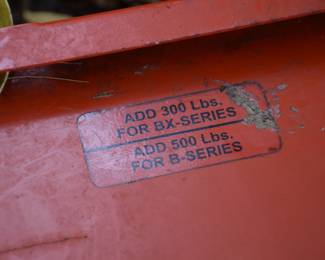 ADD 300 Lbs.
FOR BX-SERIES
ADD 500 Lbs.
FOR B-SERIES